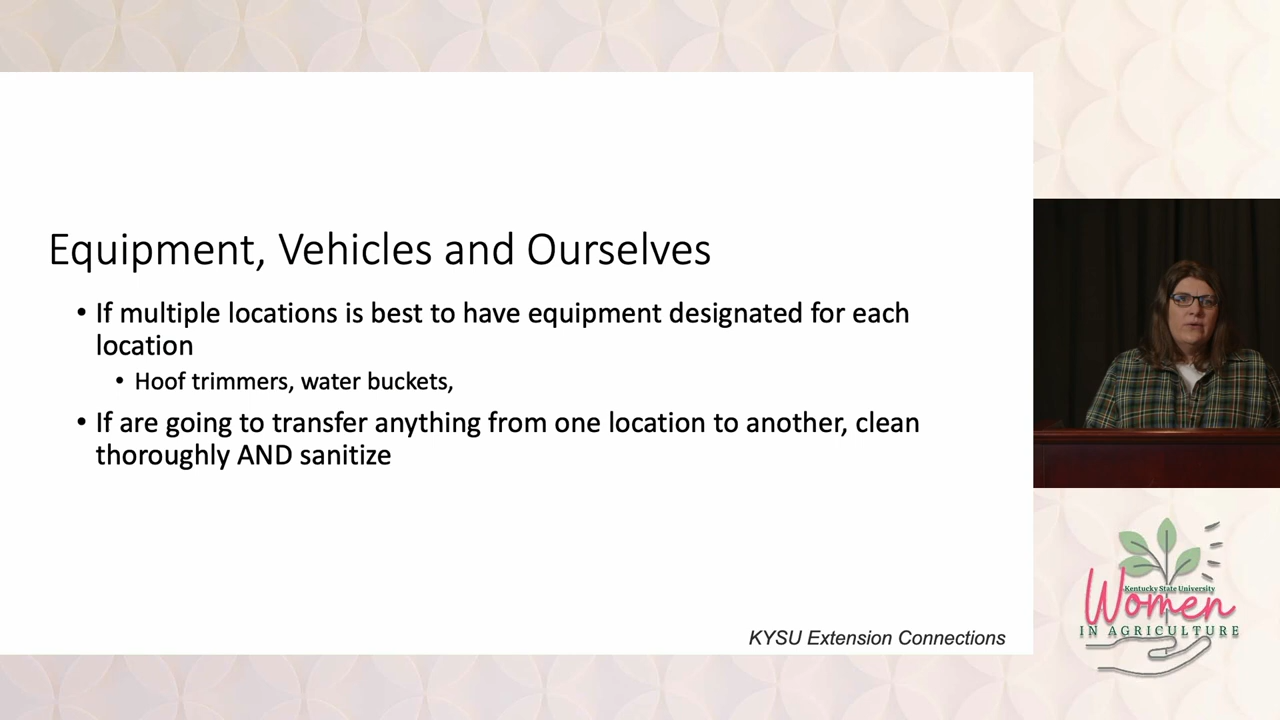 Equipment, Vehicles and Ourselves
• If multiple locations is best to have equipment designated for each
location
• Hoof trimmers, water buckets,
• If are going to transfer anything from one location to another, clean
thoroughly AND sanitize
KYSU Extension Connections
Kentucky State University
Women
IN AGRICULTURE